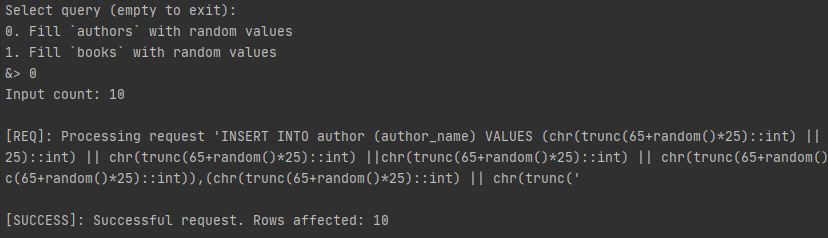 Select query (empty to exit):
0. Fill `authors` with random values
1. Fill `books` with random values
&> 0
Input count: 10
[REQ]: Processing request 'INSERT INTO author (author_name) VALUES (chr(trunc(65+random()*25)::int) ||
25)::int) || chr(trunc(65+random()*25)::int) ||chr(trunc(65+random()*25)::int) || chr(trunc(65+random()
c(65+random()*25)::int)),(chr(trunc(65+random()*25)::int) || chr(trunc('
[SUCCESS]: Successful request. Rows affected: 10